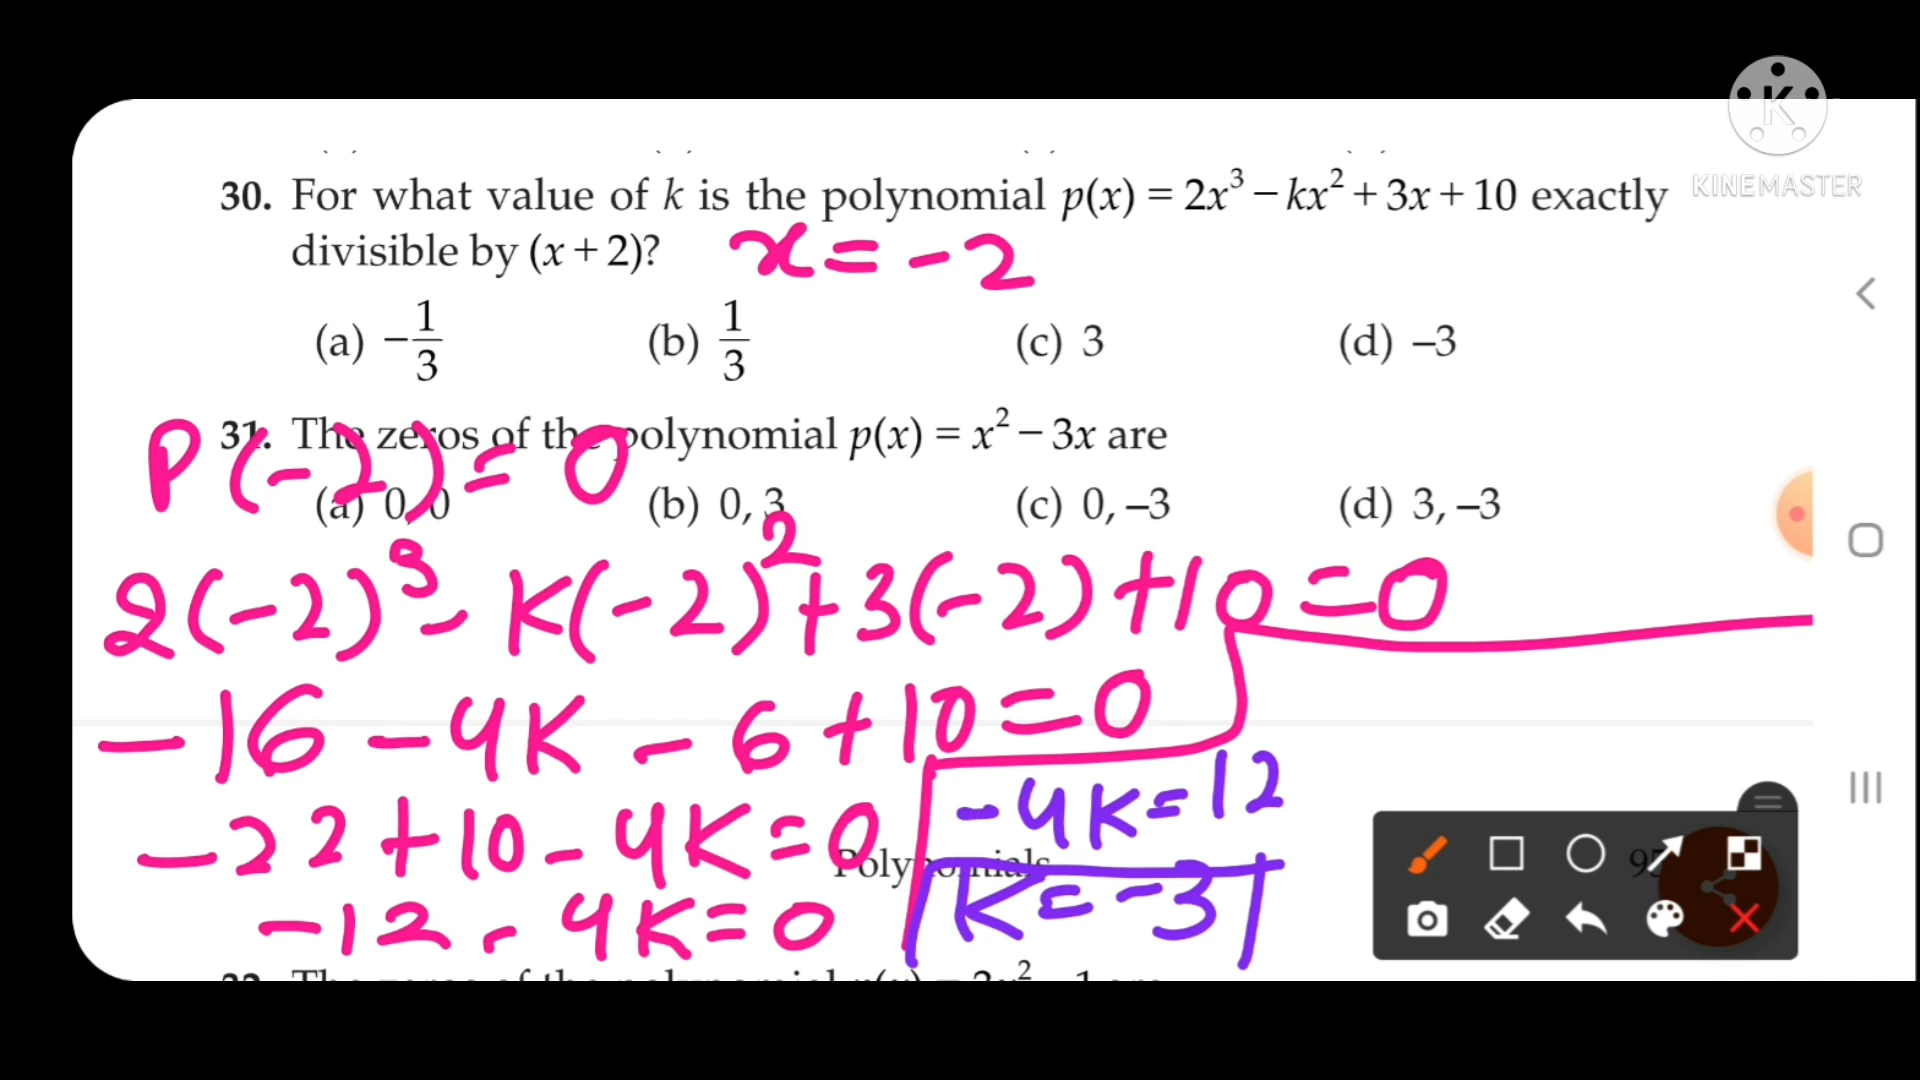 KINEMASTER
30. For what value of k is the polynomial p(x) = 2x³ – kx² + 3x + 10 exactly
divisible by (x + 2)?
x = -2
(a) –1/3 (b) 1/3 (c) 3 (d) –3
31. The zeros of the polynomial p(x) = x² – 3x are
P(-2) = 0
(a) 0, 0 (b) 0, 3 (c) 0, –3 (d) 3, –3
2(-2)³ - K(-2)² + 3(-2) + 10 = 0
-16 - 4K - 6 + 10 = 0
-22 + 10 - 4K = 0
-4K = 12
Polynomials
-12 - 4K = 0
K = -3